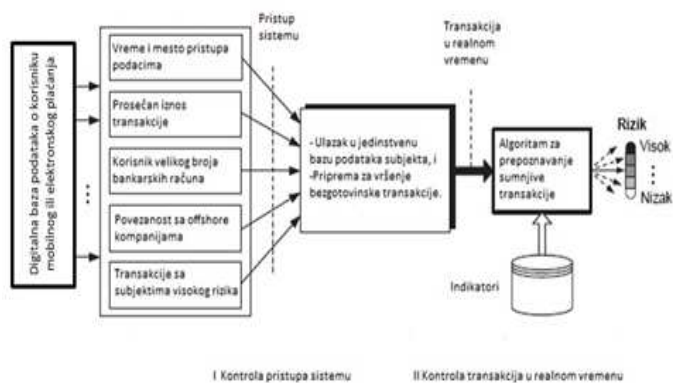 Digitalna baza podataka o korisniku
mobilnog ili elektronskog plaćanja
Vreme i mesto pristupa
podacima
Prosečan iznos
transakcije
Korisnik velikog broja
bankarskih računa
Povezanost sa offshore
kompanijama
Transakcije sa
subjektima visokog rizika
Pristup
sistemu
- Ulazak u jedinstvenu
bazu podataka subjekta, i
-Priprema za vršenje
bezgotovinske transakcije.
Transakcija
u realnom
vremenu
Algoritam za
prepoznavanje
sumnjive
transakcije
Rizik
Visok
Nizak
Indikatori
I Kontrola pristupa sistemu
II Kontrola transakcija u realnom vremenu